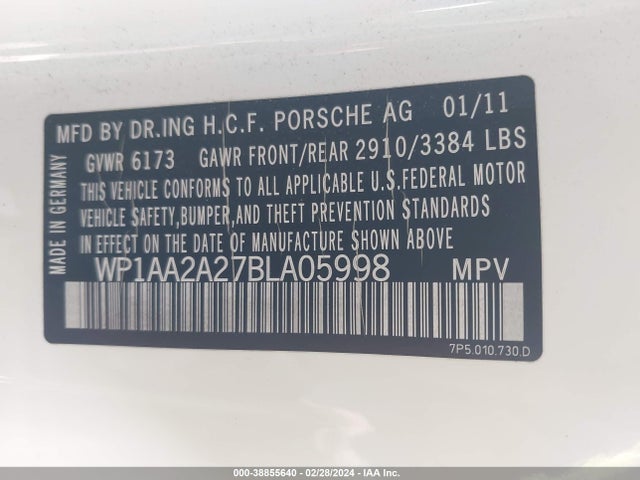 MFD BY DR.ING H.C.F. PORSCHE AG 01/11
GVWR 6173 GAWR FRONT/REAR 2910/3384 LBS
THIS VEHICLE CONFORMS TO ALL APPLICABLE U.S.FEDERAL MOTOR
VEHICLE SAFETY,BUMPER,AND THEFT PREVENTION STANDARDS
IN EFFECT ON THE DATE OF MANUFACTURE SHOWN ABOVE.
WP1AA2A27BLA05998 MPV
MADE IN GERMANY
7P5.010.730.D
000-38855640 - 02/28/2024 - IAA Inc.